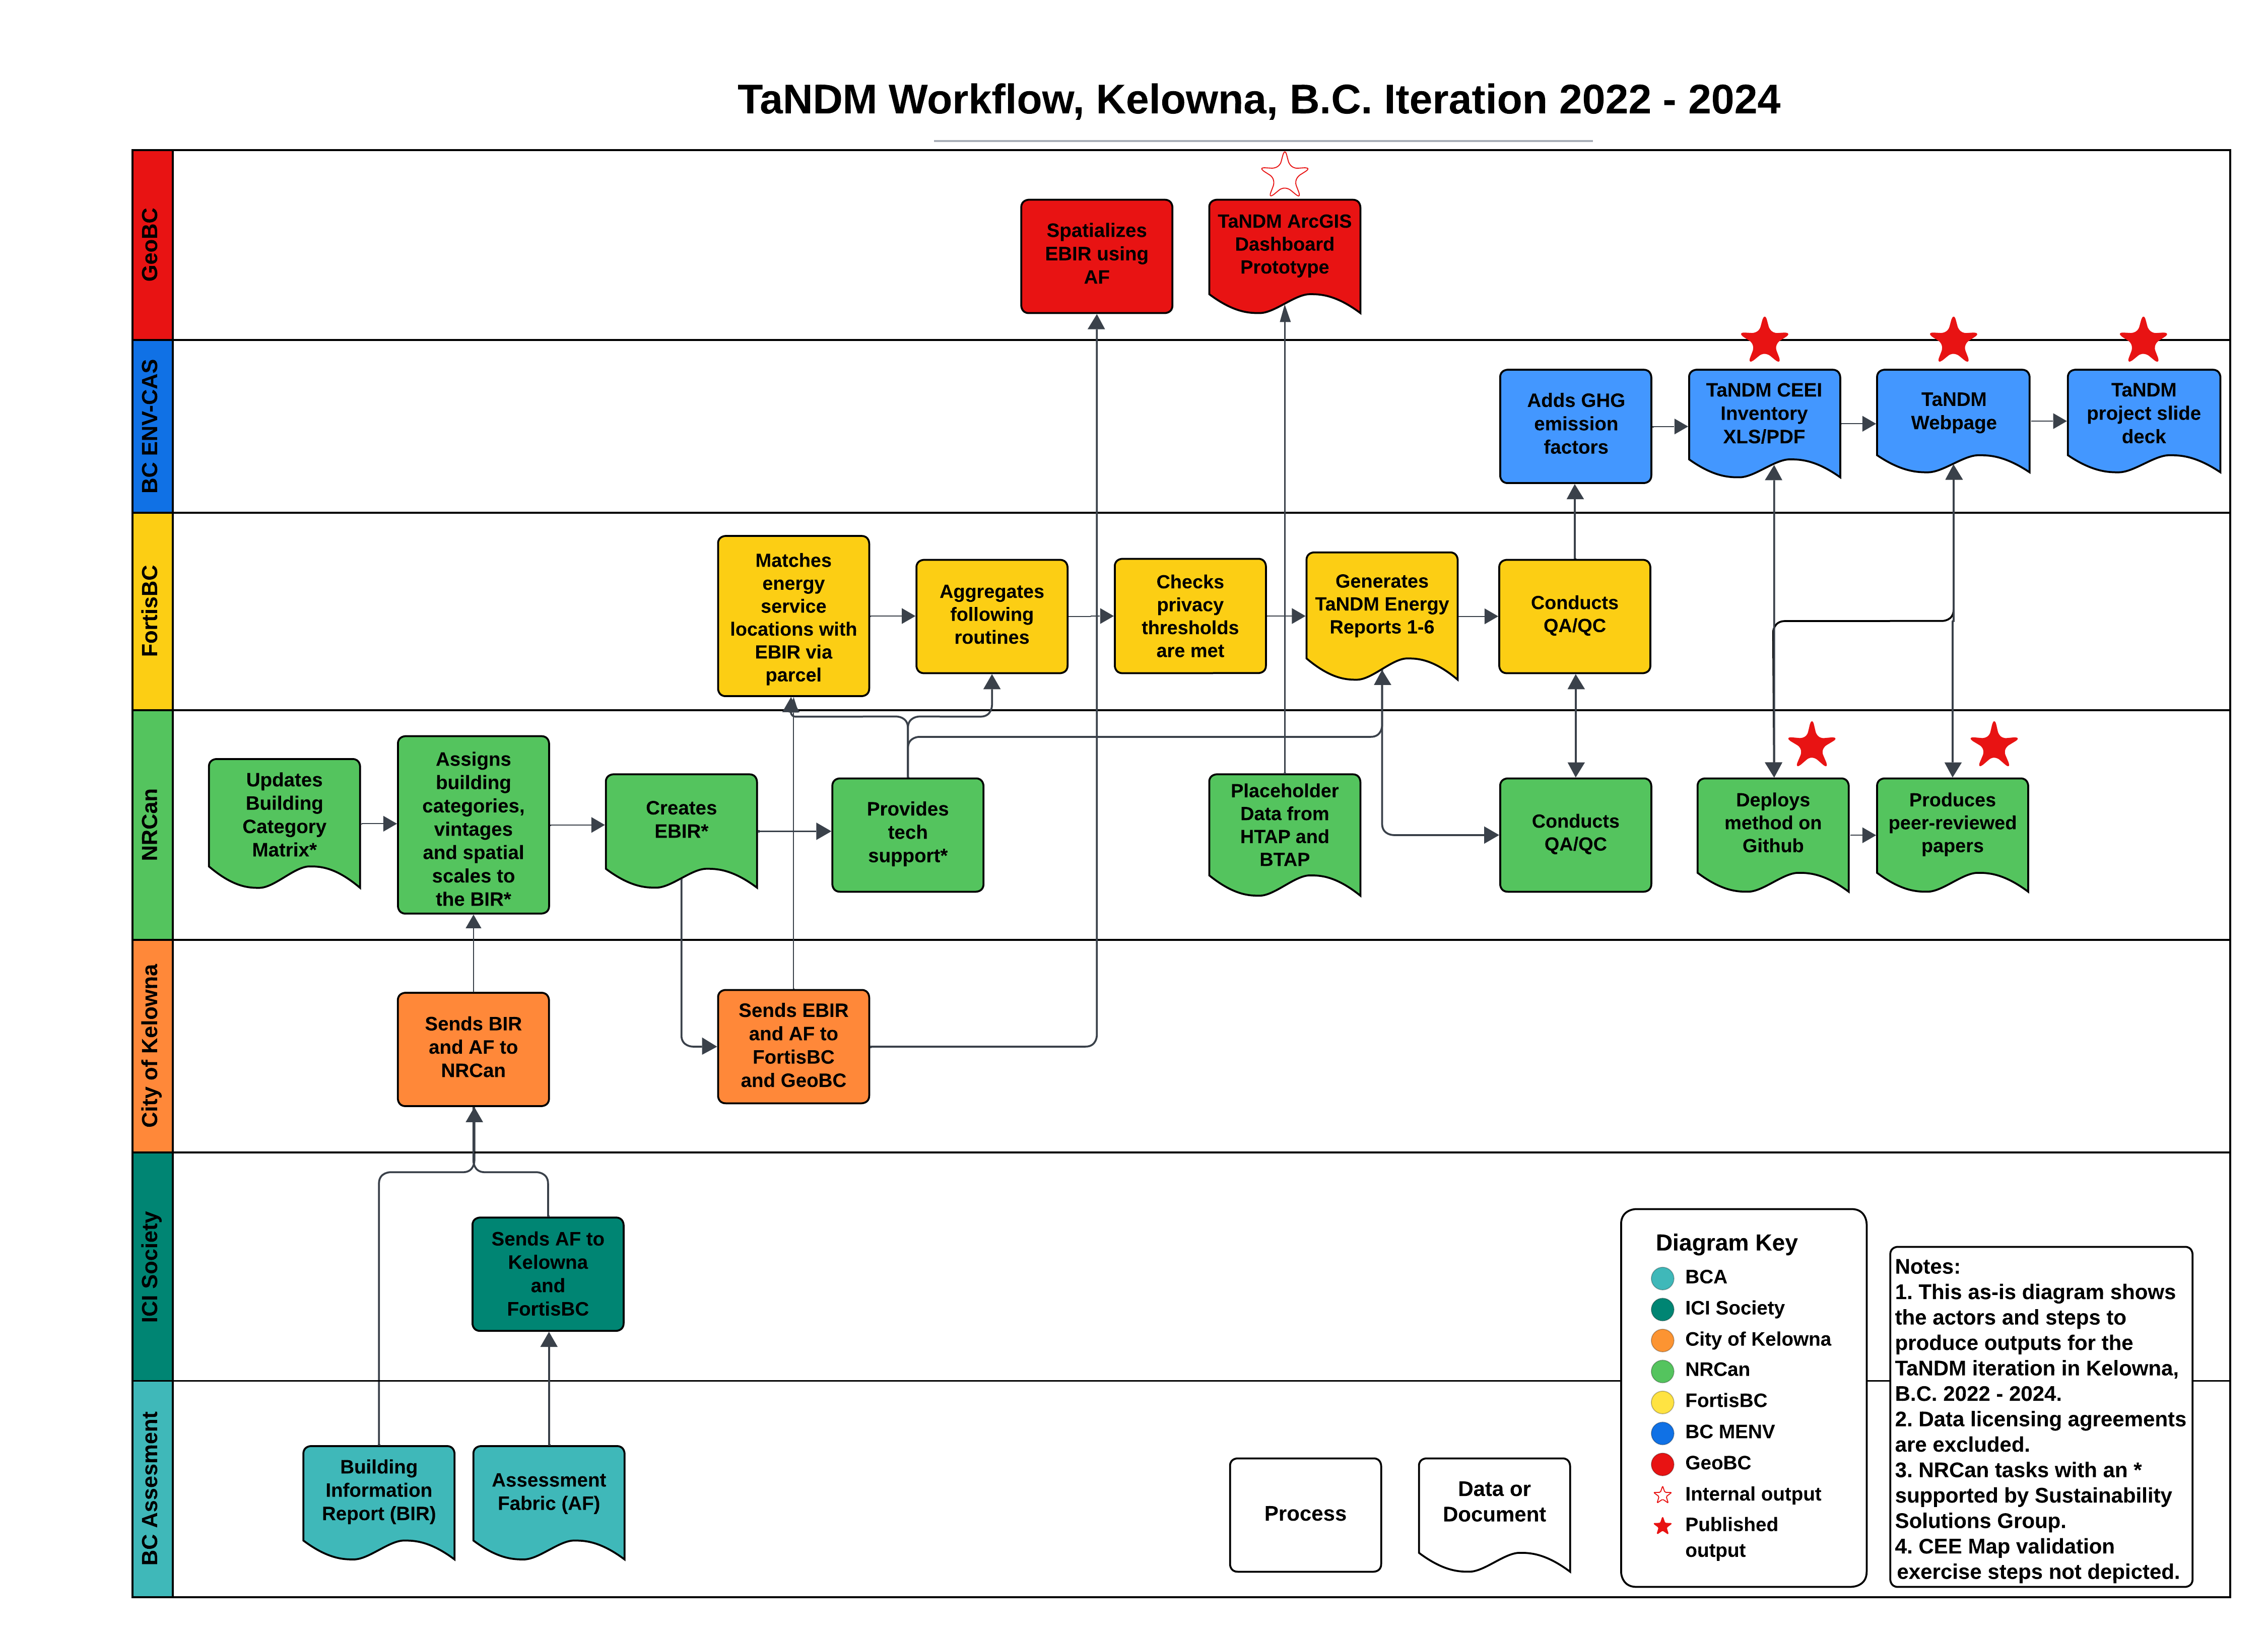 TaNDM Workflow, Kelowna, B.C. Iteration 2022 - 2024
GeoBC
Spatializes
EBIR using
AF
TaNDM ArcGIS
Dashboard
Prototype
BC ENV-CAS
Adds GHG
emission
factors
TaNDM CEEI
Inventory
XLS/PDF
TaNDM
Webpage
TaNDM
project slide
deck
FortisBC
Matches
energy
service
locations with
EBIR via
parcel
Aggregates
following
routines
Checks
privacy
thresholds
are met
Generates
TaNDM Energy
Reports 1-6
Conducts
QA/QC
NRCan
Updates
Building
Category
Matrix*
Assigns
building
categories,
vintages
and spatial
scales to
the BIR*
Creates
EBIR*
Provides
tech
support*
Placeholder
Data from
HTAP and
BTAP
Conducts
QA/QC
Deploys
method on
Github
Produces
peer-reviewed
papers
City of Kelowna
Sends BIR
and AF to
NRCan
Sends EBIR
and AF to
FortisBC
and GeoBC
ICI Society
Sends AF to
Kelowna
and
FortisBC
BC Assesment
Building
Information
Report (BIR)
Assessment
Fabric (AF)
Process
Data or
Document
Diagram Key
BCA
ICI Society
City of Kelowna
NRCan
FortisBC
BC MENV
GeoBC
Internal output
Published
output
Notes:
1. This as-is diagram shows
the actors and steps to
produce outputs for the
TaNDM iteration in Kelowna,
B.C. 2022 - 2024.
2. Data licensing agreements
are excluded.
3. NRCan tasks with an *
supported by Sustainability
Solutions Group.
4. CEE Map validation
exercise steps not depicted.